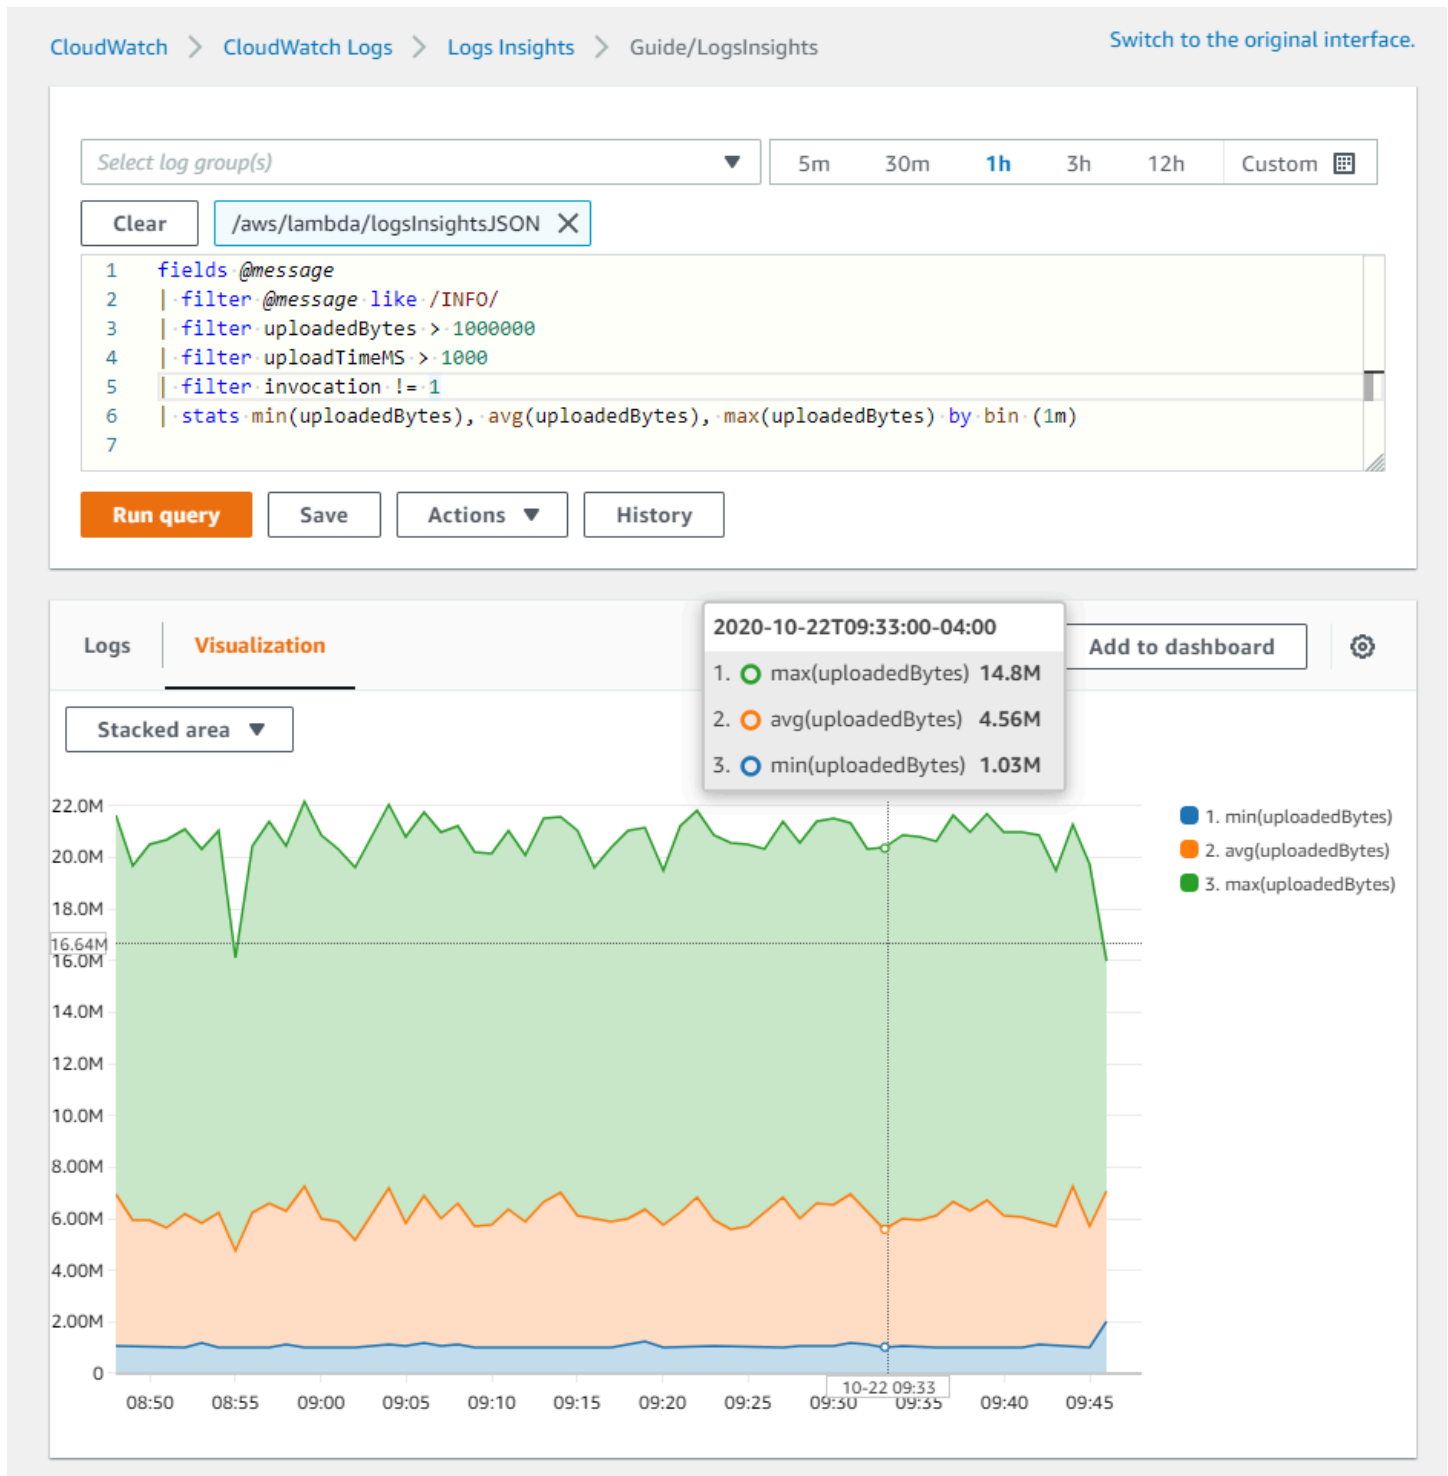 CloudWatch > CloudWatch Logs > Logs Insights > Guide/LogsInsights
Switch to the original interface.
Select log group(s)
5m 30m 1h 3h 12h Custom
Clear /aws/lambda/logsInsightsJSON
1 fields @message
2 | filter @message like /INFO/
3 | filter uploadedBytes > 1000000
4 | filter uploadTimeMS > 1000
5 | filter invocation != 1
6 | stats min(uploadedBytes), avg(uploadedBytes), max(uploadedBytes) by bin (1m)
7
Run query Save Actions History
Logs Visualization
Add to dashboard
2020-10-22T09:33:00-04:00
1. max(uploadedBytes) 14.8M
2. avg(uploadedBytes) 4.56M
3. min(uploadedBytes) 1.03M
Stacked area
22.0M
20.0M
18.0M
16.64M
16.0M
14.0M
12.0M
10.0M
8.00M
6.00M
4.00M
2.00M
0
1. min(uploadedBytes)
2. avg(uploadedBytes)
3. max(uploadedBytes)
10-22 09:33
08:50 08:55 09:00 09:05 09:10 09:15 09:20 09:25 09:30 09:35 09:40 09:45